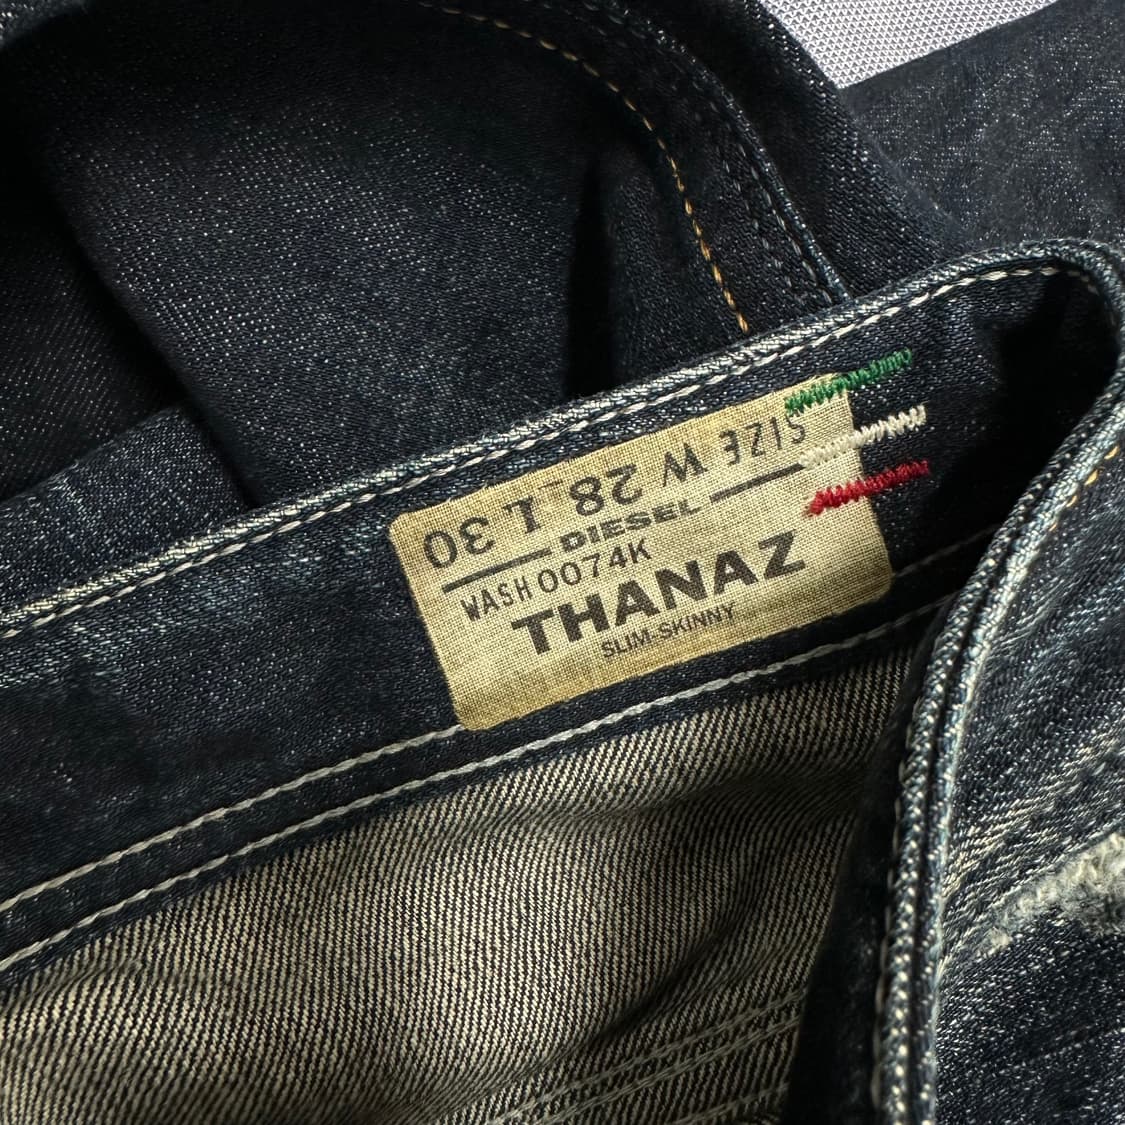 SIZE W 28 L 30
DIESEL
WASH 0074K
THANAZ
SLIM-SKINNY